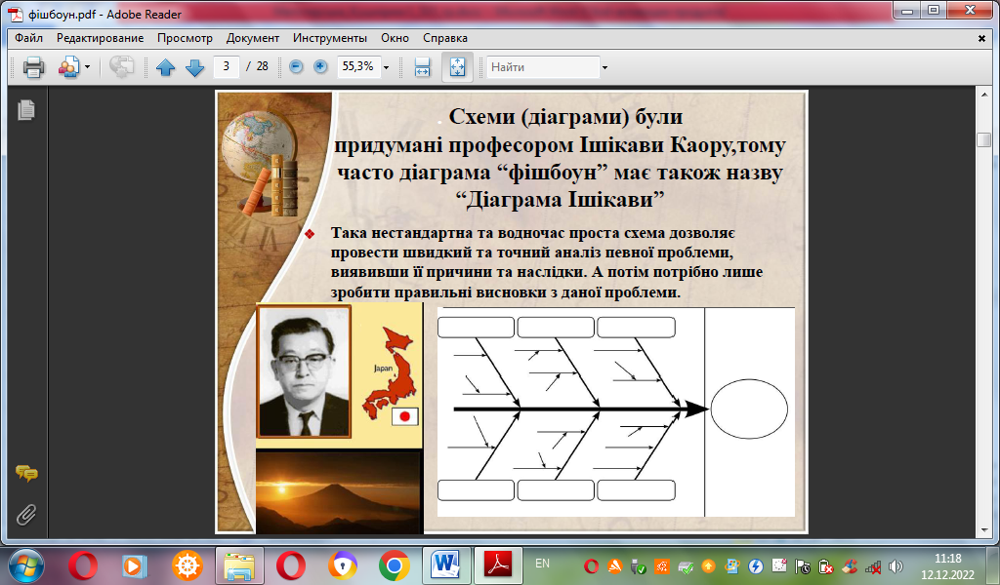 фішбоун.pdf - Adobe Reader
Файл Редактирование Просмотр Документ Инструменты Окно Справка
3 / 28 55,3% Найти
Схеми (діаграми) були
придумані професором Ішікави Каору,тому
часто діаграма “фішбоун” має також назву
“Діаграма Ішікави”
Така нестандартна та водночас проста схема дозволяє
провести швидкий та точний аналіз певної проблеми,
виявивши її причини та наслідки. А потім потрібно лише
зробити правильні висновки з даної проблеми.
Japan
EN
11:18
12.12.2022